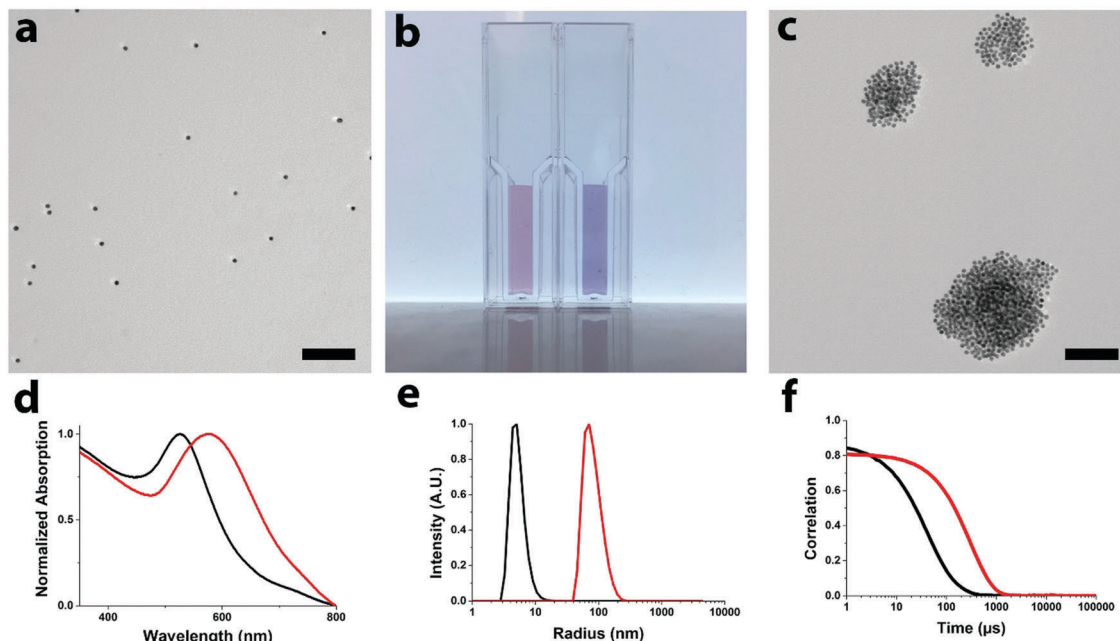 a
b
c
d
Normalized Absorption
1.0
0.5
0.0
400
600
800
Wavelength (nm)
e
Intensity (A.U.)
1.0
0.8
0.6
0.4
0.2
0.0
1
10
100
1000
10000
Radius (nm)
f
Correlation
1.0
0.8
0.6
0.4
0.2
0.0
1
10
100
1000
10000
100000
Time (µs)